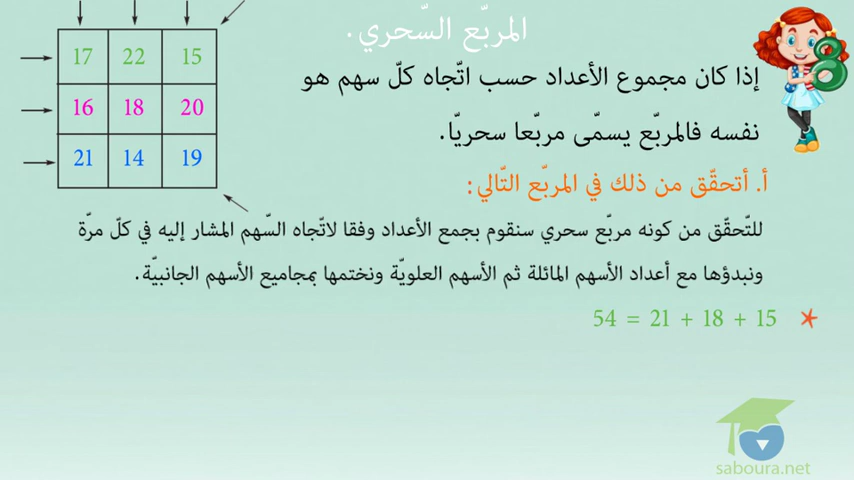 المربّع السّحري.
17 22 15
16 18 20
21 14 19
إذا كان مجموع الأعداد حسب اتّجاه كلّ سهم هو
نفسه فالمربّع يسمّى مربّعا سحريّا.
أ. أتحقّق من ذلك في المربّع التّالي:
للتّحقّق من كونه مربّع سحري سنقوم بجمع الأعداد وفقا لاتّجاه السّهم المشار إليه في كلّ مرّة
ونبدؤها مع أعداد الأسهم المائلة ثم الأسهم العلويّة ونختمها بمجاميع الأسهم الجانبيّة.
54 = 21 + 18 + 15
saboura.net